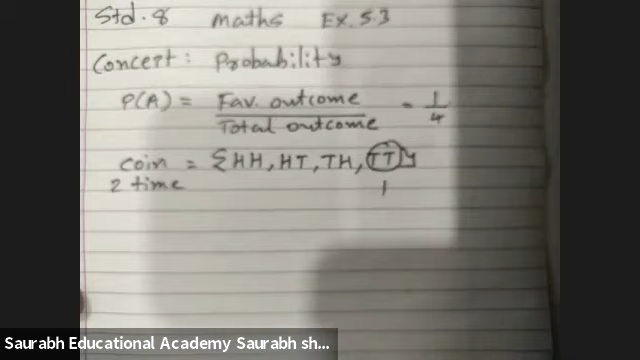 Std. 8 maths Ex. 5.3
Concept: Probability
P(A) = Fav. outcome / Total outcome = 1/4
coin = {HH, HT, TH, TT}
2 time 1
Saurabh Educational Academy Saurabh sh...